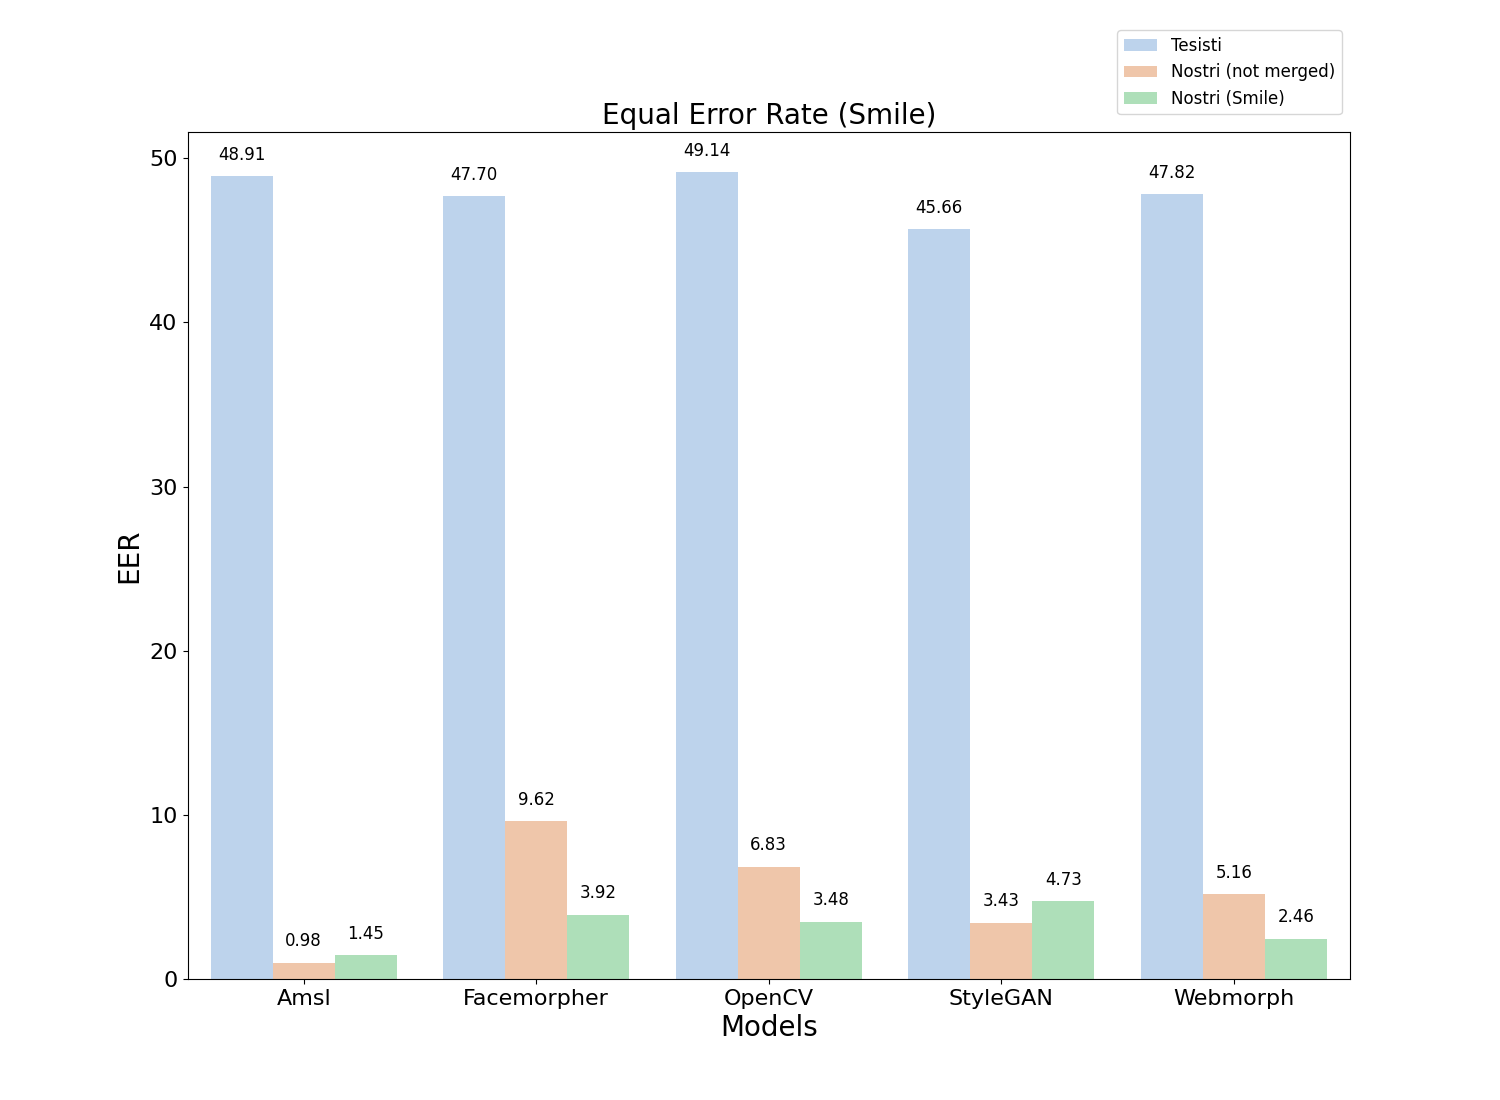 Tesisti
Nostri (not merged)
Nostri (Smile)
Equal Error Rate (Smile)
50
40
30
20
10
0
EER
48.91
0.98
1.45
47.70
9.62
3.92
49.14
6.83
3.48
45.66
3.43
4.73
47.82
5.16
2.46
Amsl
Facemorpher
OpenCV
StyleGAN
Webmorph
Models